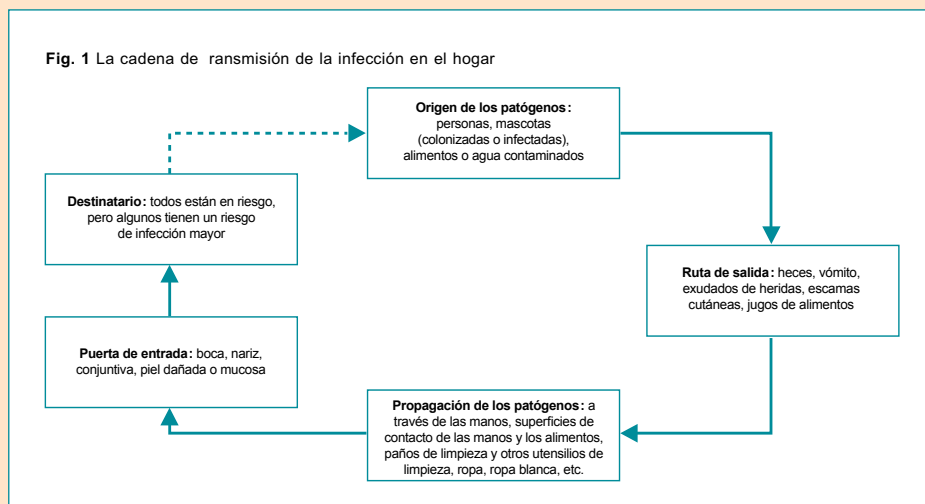 Fig. 1 La cadena de ransmisión de la infección en el hogar
Origen de los patógenos:
personas, mascotas
(colonizadas o infectadas),
alimentos o agua contaminados
Ruta de salida: heces, vómito,
exudados de heridas, escamas
cutáneas, jugos de alimentos
Propagación de los patógenos: a
través de las manos, superficies de
contacto de las manos y los alimentos,
paños de limpieza y otros utensilios de
limpieza, ropa, ropa blanca, etc.
Puerta de entrada: boca, nariz,
conjuntiva, piel dañada o mucosa
Destinatario: todos están en riesgo,
pero algunos tienen un riesgo
de infección mayor